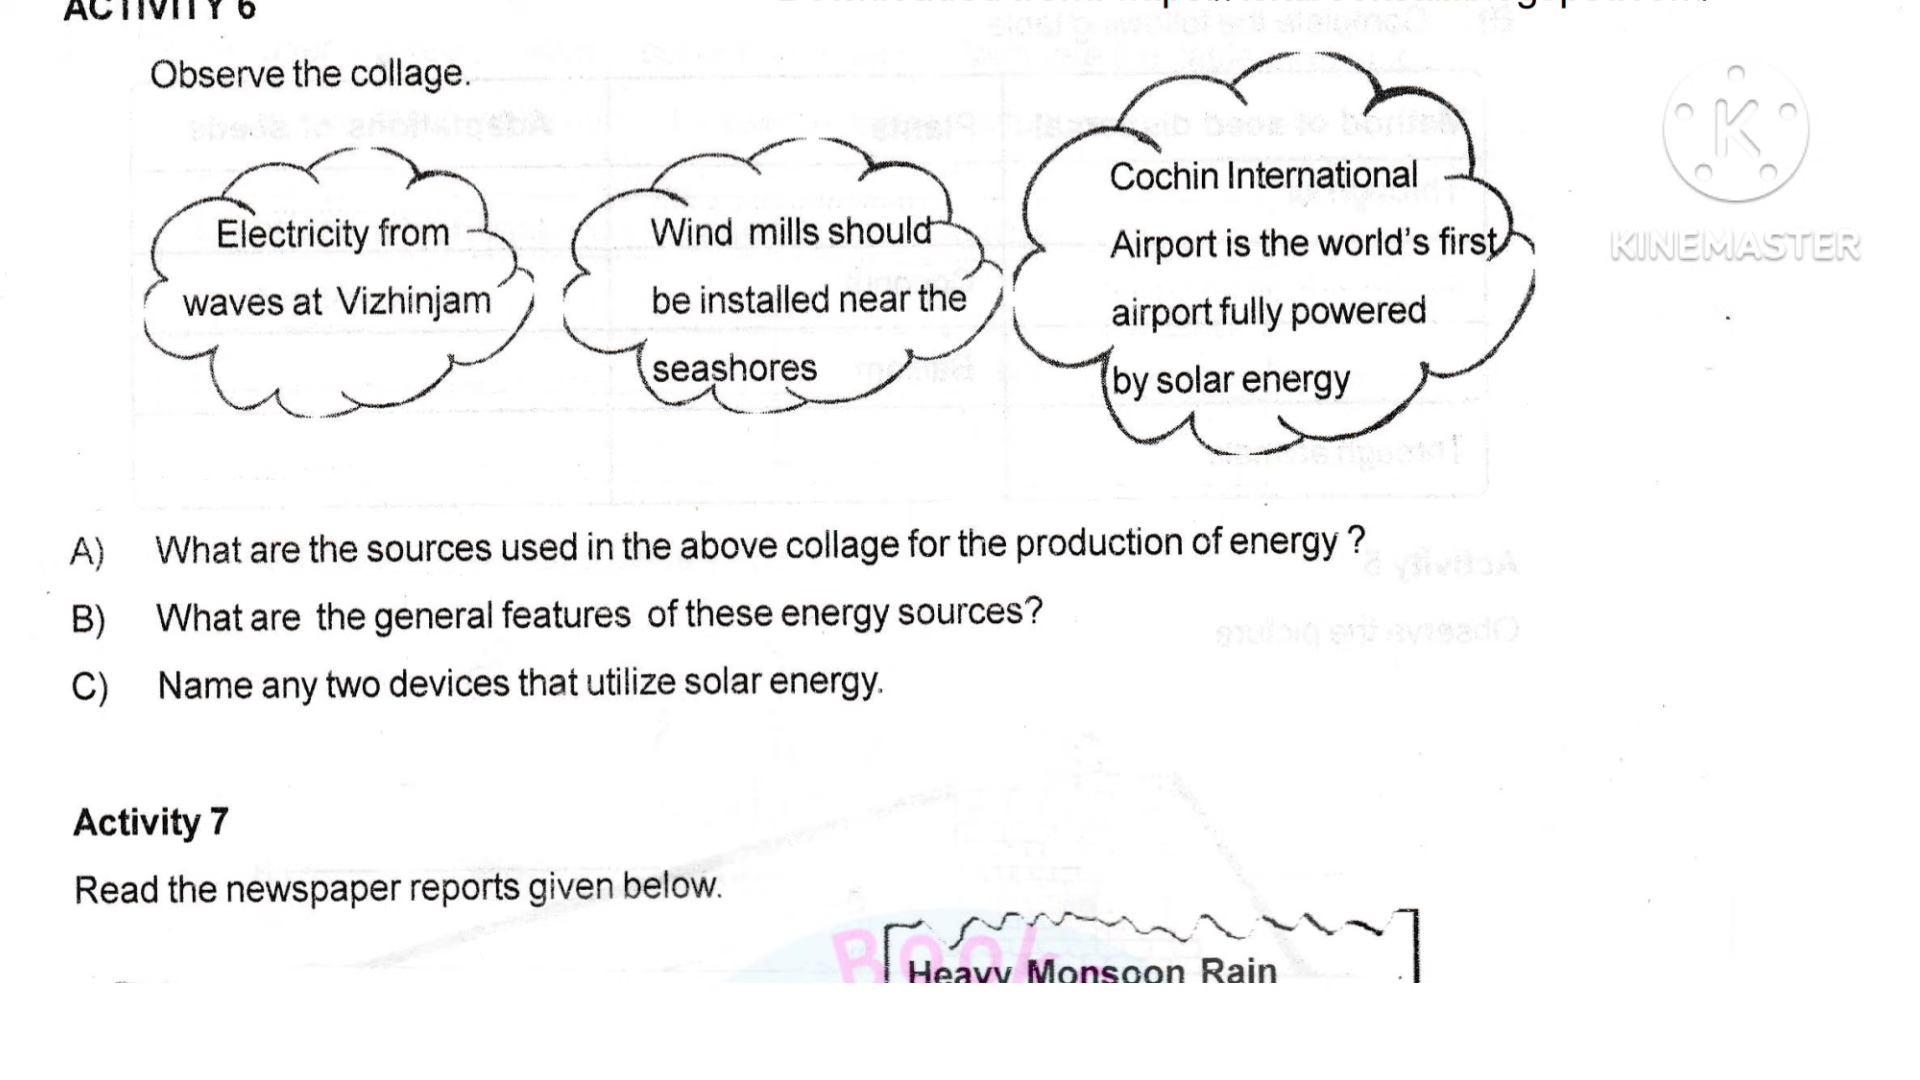 ACTIVITY 6
Observe the collage.
Electricity from
waves at Vizhinjam
Wind mills should
be installed near the
seashores
Cochin International
Airport is the world's first
airport fully powered
by solar energy
K
KINEMASTER
A) What are the sources used in the above collage for the production of energy ?
B) What are the general features of these energy sources?
C) Name any two devices that utilize solar energy.
Activity 7
Read the newspaper reports given below.
Book
Heavy Monsoon Rain